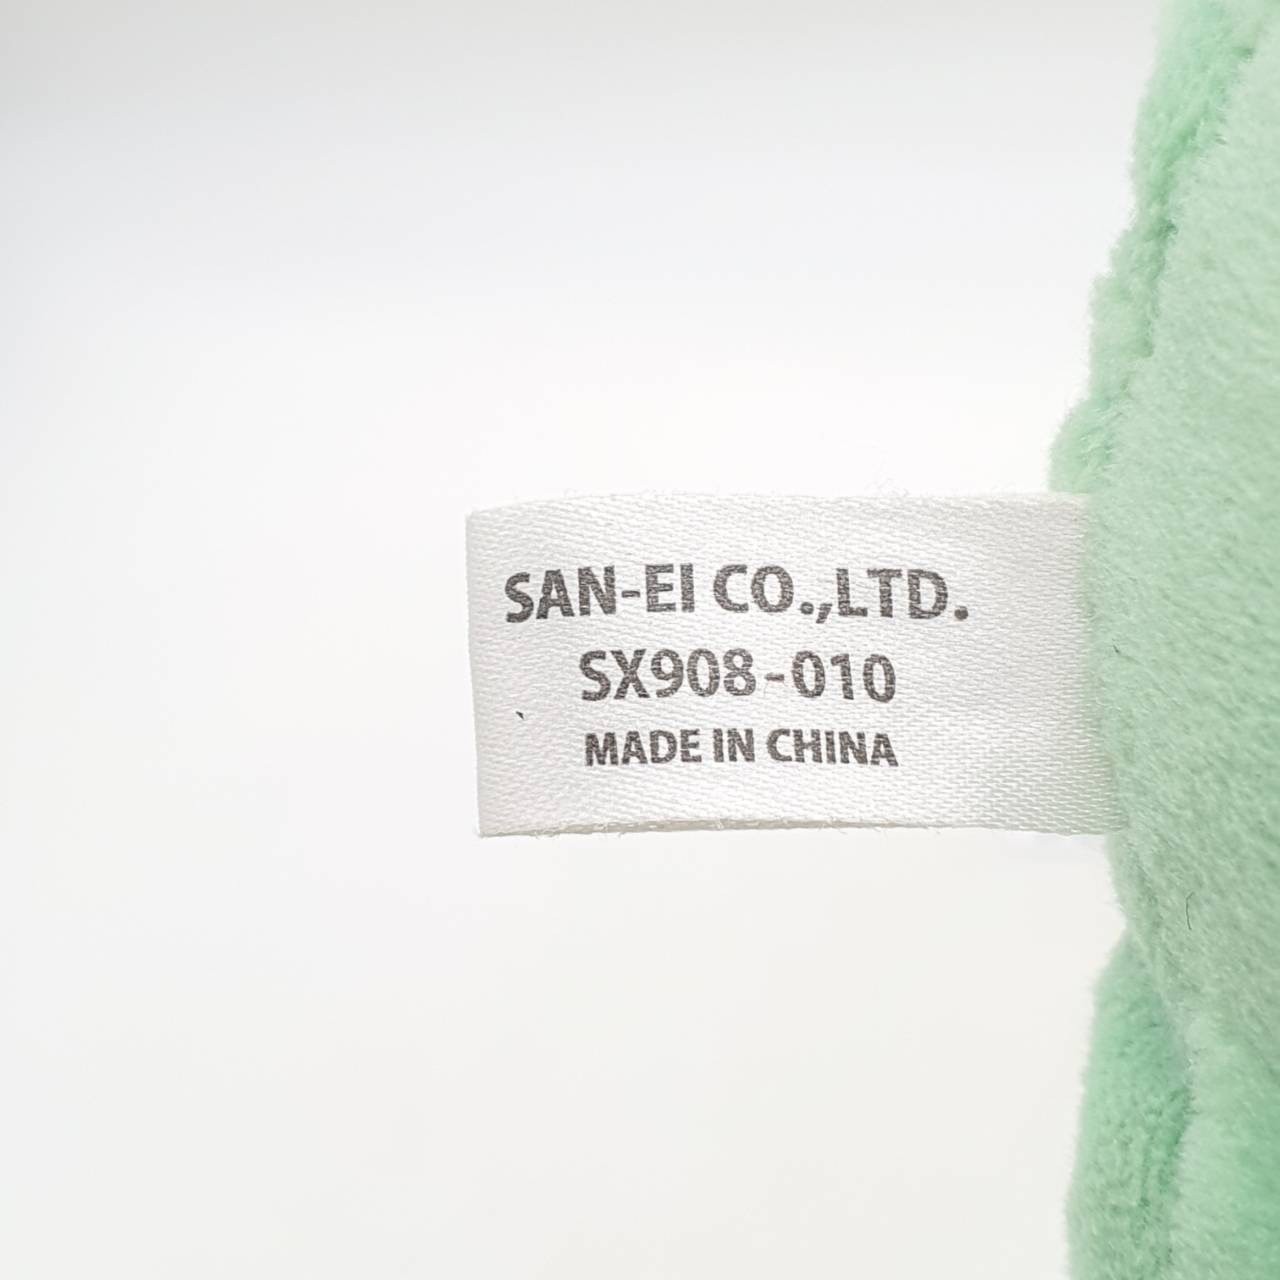 SAN-EI CO.,LTD.
SX908-010
MADE IN CHINA